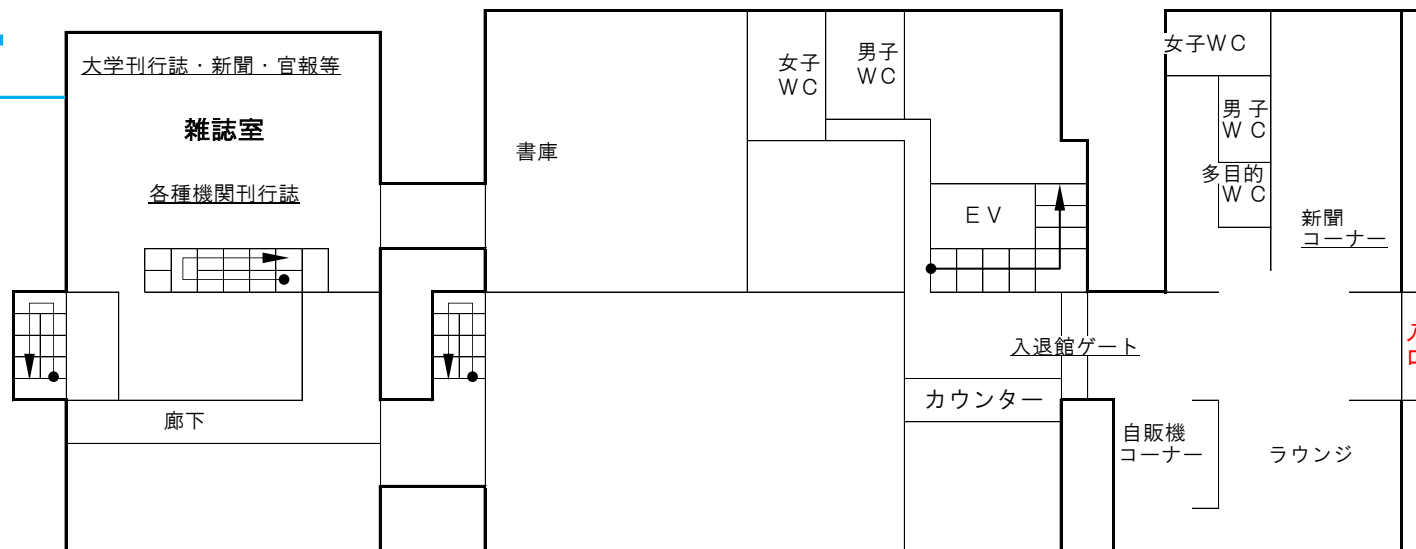 大学刊行誌・新聞・官報等
雑誌室
各種機関刊行誌
廊下
書庫
女子
ＷＣ
男子
ＷＣ
ＥＶ
入退館ゲート
カウンター
女子ＷＣ
男子
ＷＣ
多目的
ＷＣ
新聞
コーナー
自販機
コーナー
ラウンジ